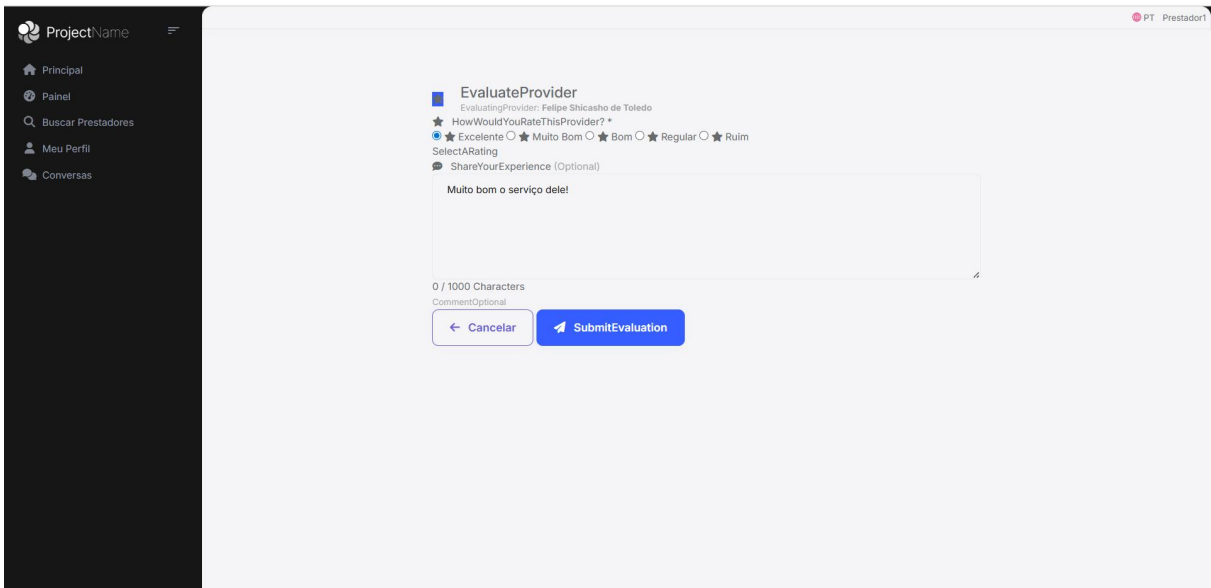 ProjectName
PT Prestador1
Principal
Painel
Buscar Prestadores
Meu Perfil
Conversas
EvaluateProvider
EvaluatingProvider: Felipe Shicasho de Toledo
HowWouldYouRateThisProvider? *
Excelente Muito Bom Bom Regular Ruim
SelectARating
ShareYourExperience (Optional)
Muito bom o serviço dele!
0 / 1000 Characters
CommentOptional
Cancelar SubmitEvaluation